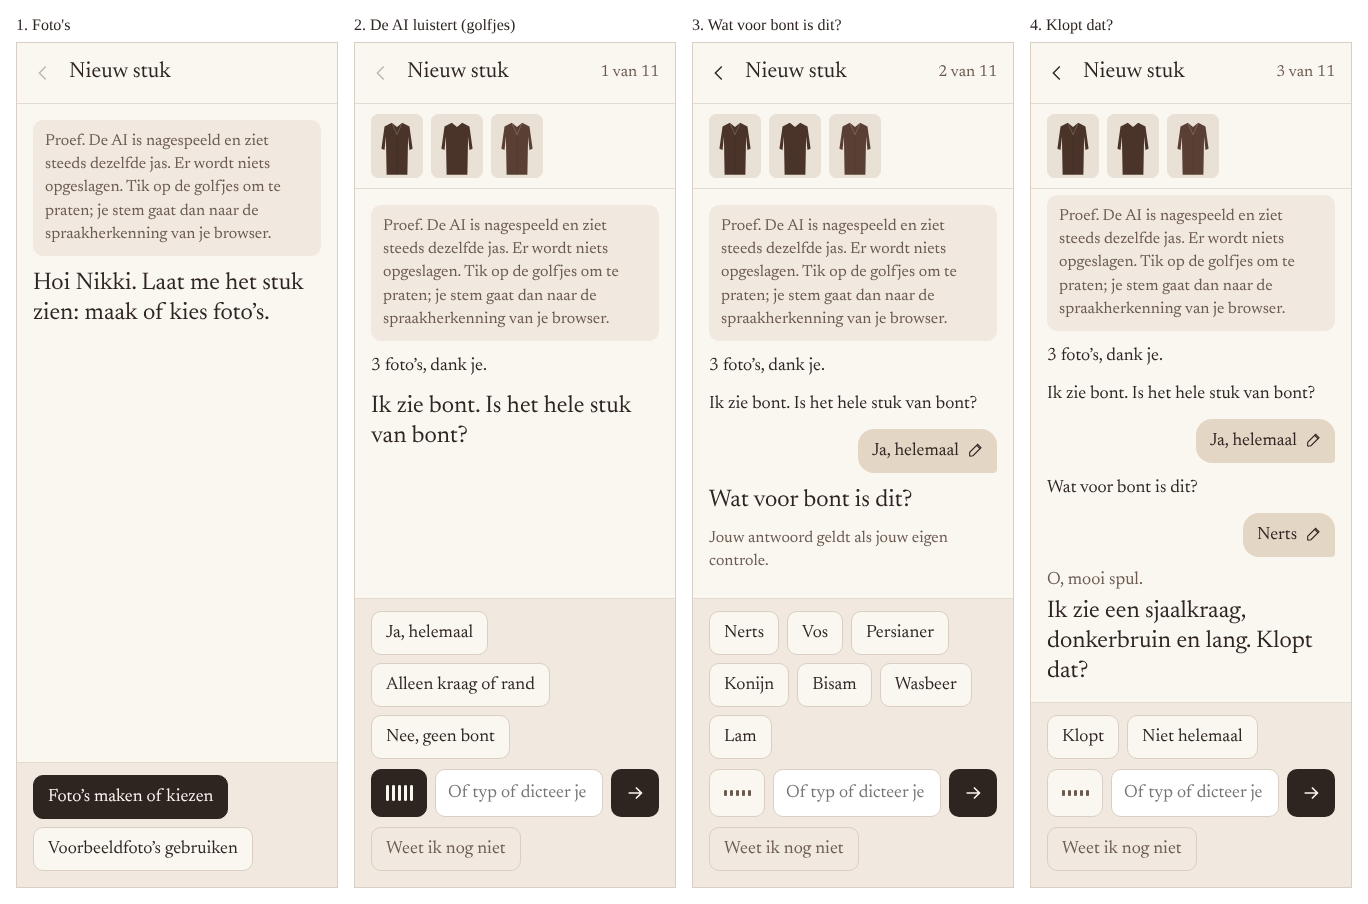 1. Foto's
Nieuw stuk
Proef. De AI is nagespeeld en ziet
steeds dezelfde jas. Er wordt niets
opgeslagen. Tik op de golfjes om te
praten; je stem gaat dan naar de
spraakherkenning van je browser.
Hoi Nikki. Laat me het stuk
zien: maak of kies foto’s.
Foto’s maken of kiezen
Voorbeeldfoto’s gebruiken
2. De AI luistert (golfjes)
Nieuw stuk
1 van 11
Proef. De AI is nagespeeld en ziet
steeds dezelfde jas. Er wordt niets
opgeslagen. Tik op de golfjes om te
praten; je stem gaat dan naar de
spraakherkenning van je browser.
3 foto’s, dank je.
Ik zie bont. Is het hele stuk
van bont?
Ja, helemaal
Alleen kraag of rand
Nee, geen bont
Of typ of dicteer je
Weet ik nog niet
3. Wat voor bont is dit?
Nieuw stuk
2 van 11
Proef. De AI is nagespeeld en ziet
steeds dezelfde jas. Er wordt niets
opgeslagen. Tik op de golfjes om te
praten; je stem gaat dan naar de
spraakherkenning van je browser.
3 foto’s, dank je.
Ik zie bont. Is het hele stuk van bont?
Ja, helemaal
Wat voor bont is dit?
Jouw antwoord geldt als jouw eigen
controle.
Nerts Vos Persianer
Konijn Bisam Wasbeer
Lam
Of typ of dicteer je
Weet ik nog niet
4. Klopt dat?
Nieuw stuk
3 van 11
Proef. De AI is nagespeeld en ziet
steeds dezelfde jas. Er wordt niets
opgeslagen. Tik op de golfjes om te
praten; je stem gaat dan naar de
spraakherkenning van je browser.
3 foto’s, dank je.
Ik zie bont. Is het hele stuk van bont?
Ja, helemaal
Wat voor bont is dit?
Nerts
O, mooi spul.
Ik zie een sjaalkraag,
donkerbruin en lang. Klopt
dat?
Klopt Niet helemaal
Of typ of dicteer je
Weet ik nog niet